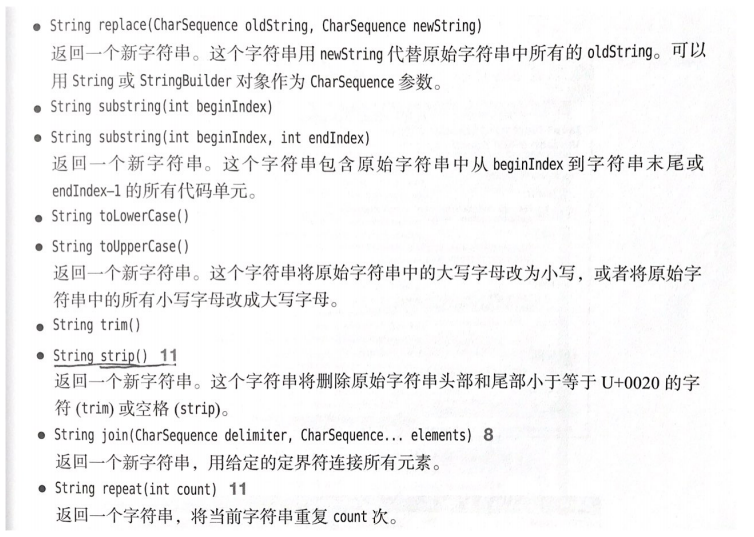 • String replace(CharSequence oldString, CharSequence newString)
返回一个新字符串。这个字符串用 newString 代替原始字符串中所有的 oldString。可以
用 String 或 StringBuilder 对象作为 CharSequence 参数。
• String substring(int beginIndex)
• String substring(int beginIndex, int endIndex)
返回一个新字符串。这个字符串包含原始字符串中从 beginIndex 到字符串末尾或
endIndex–1 的所有代码单元。
• String toLowerCase()
• String toUpperCase()
返回一个新字符串。这个字符串将原始字符串中的大写字母改为小写，或者将原始字
符串中的所有小写字母改成大写字母。
• String trim()
• String strip() 11
返回一个新字符串。这个字符串将删除原始字符串头部和尾部小于等于 U+0020 的字
符 (trim) 或空格 (strip)。
• String join(CharSequence delimiter, CharSequence... elements) 8
返回一个新字符串，用给定的定界符连接所有元素。
• String repeat(int count) 11
返回一个字符串，将当前字符串重复 count 次。